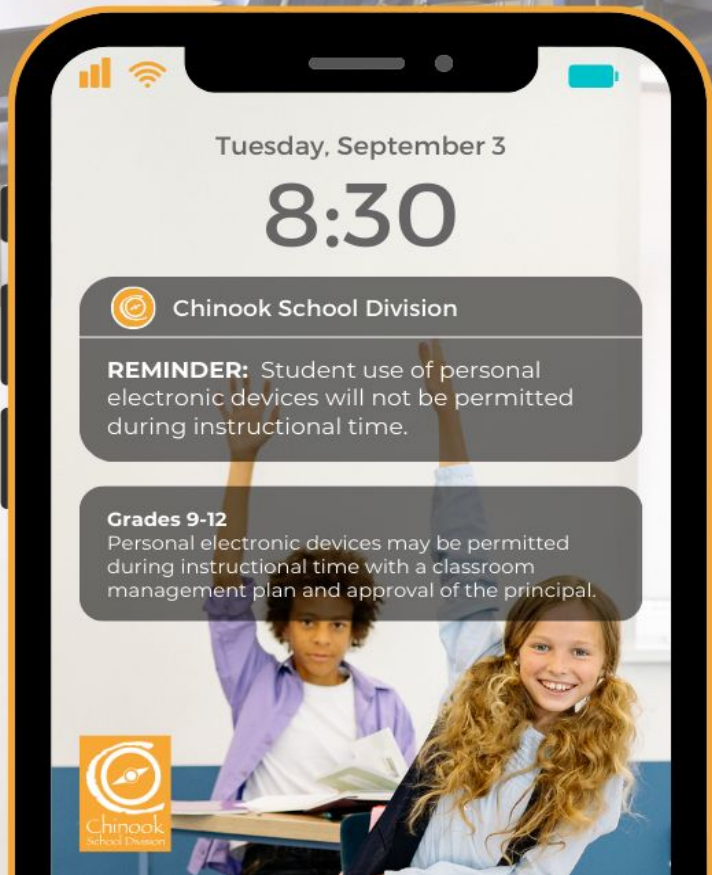 Tuesday, September 3
8:30
Chinook School Division
REMINDER: Student use of personal
electronic devices will not be permitted
during instructional time.
Grades 9-12
Personal electronic devices may be permitted
during instructional time with a classroom
management plan and approval of the principal.
Chinook
School Division